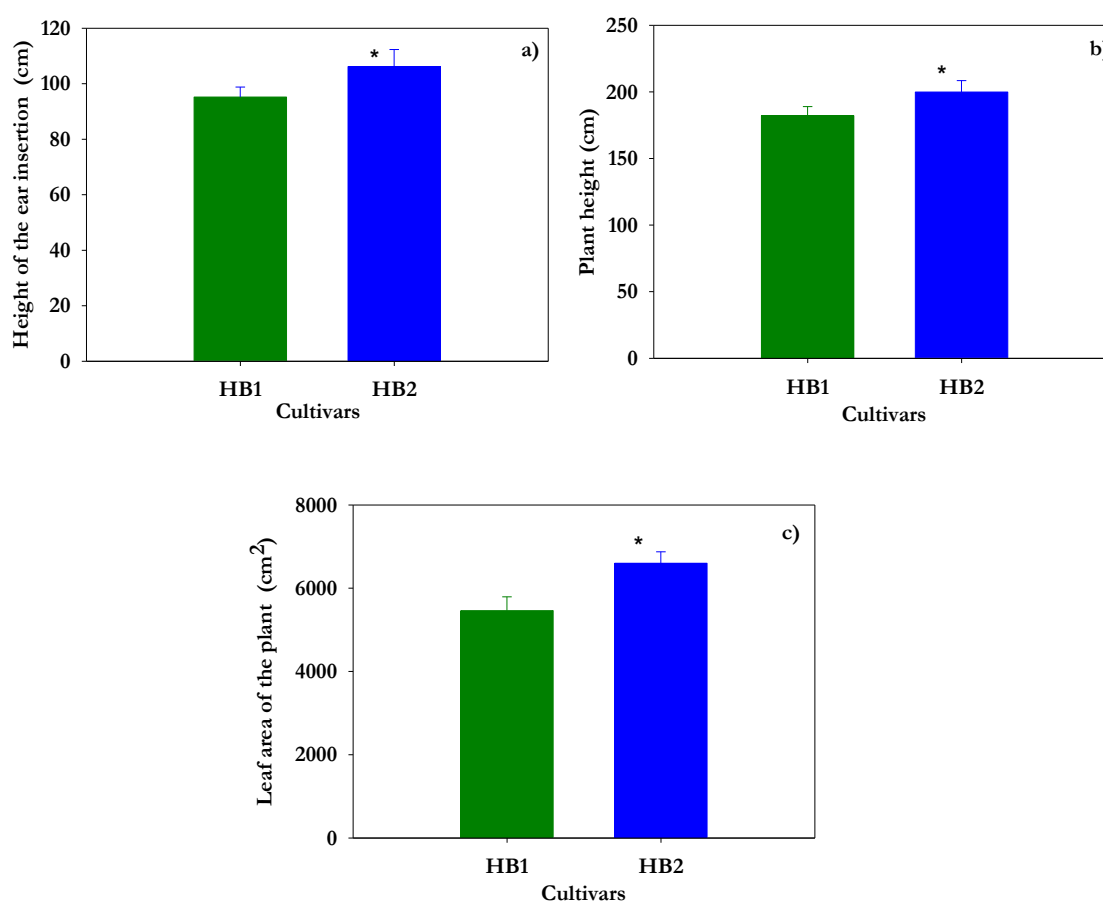 a)
Height of the ear insertion (cm)
120
100
80
60
40
20
0
*
HB1 HB2
Cultivars
b)
Plant height (cm)
250
200
150
100
50
0
*
HB1 HB2
Cultivars
c)
Leaf area of the plant (cm²)
8000
6000
4000
2000
0
*
HB1 HB2
Cultivars